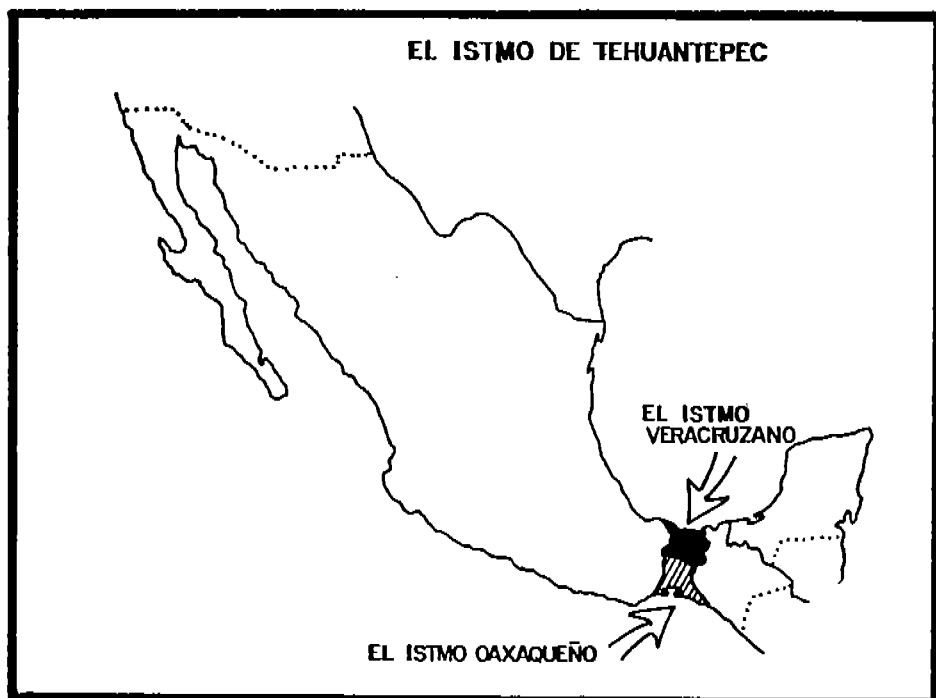 EL ISTMO DE TEHUANTEPEC
EL ISTMO
VERACRUZANO
EL ISTMO OAXAQUEÑO